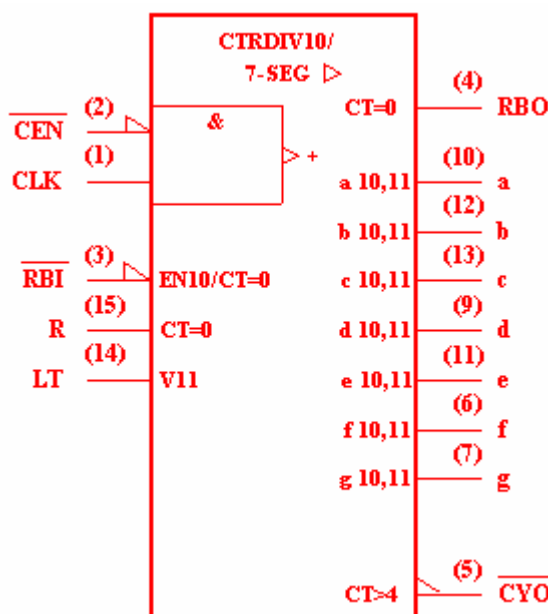 CTRDIV10/
7-SEG
(2) CEN
&
(1) CLK
+
(3) RBI EN10/CT=0
(15) R CT=0
(14) LT V11
CT=0 (4) RBO
a 10,11 (10) a
b 10,11 (12) b
c 10,11 (13) c
d 10,11 (9) d
e 10,11 (11) e
f 10,11 (6) f
g 10,11 (7) g
CT>4 (5) CYO